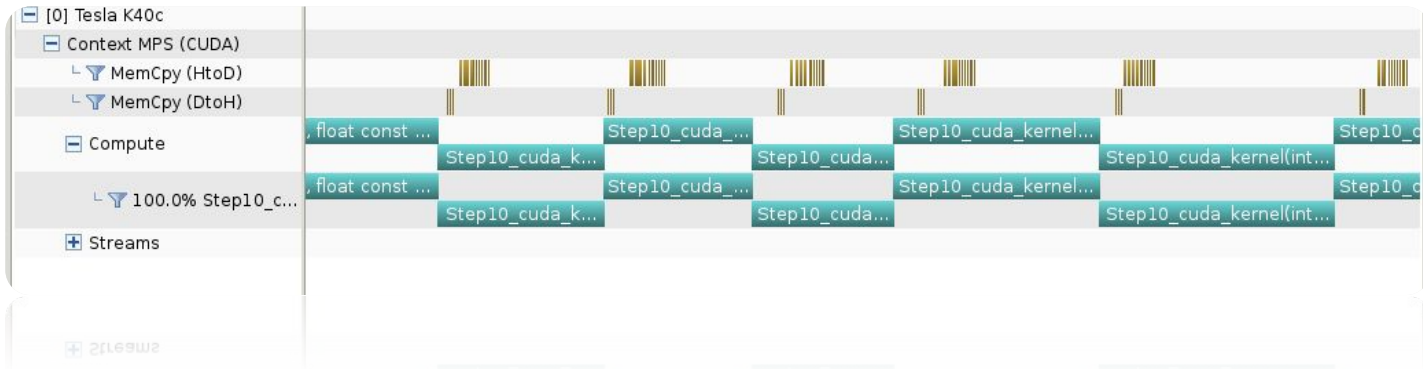 [0] Tesla K40c
Context MPS (CUDA)
MemCpy (HtoD)
MemCpy (DtoH)
Compute
, float const ... Step10_cuda_... Step10_cuda_kernel... Step10_c
Step10_cuda_k... Step10_cuda... Step10_cuda_kernel(int...
100.0% Step10_c...
, float const ... Step10_cuda_... Step10_cuda_kernel... Step10_c
Step10_cuda_k... Step10_cuda... Step10_cuda_kernel(int...
Streams
Streams